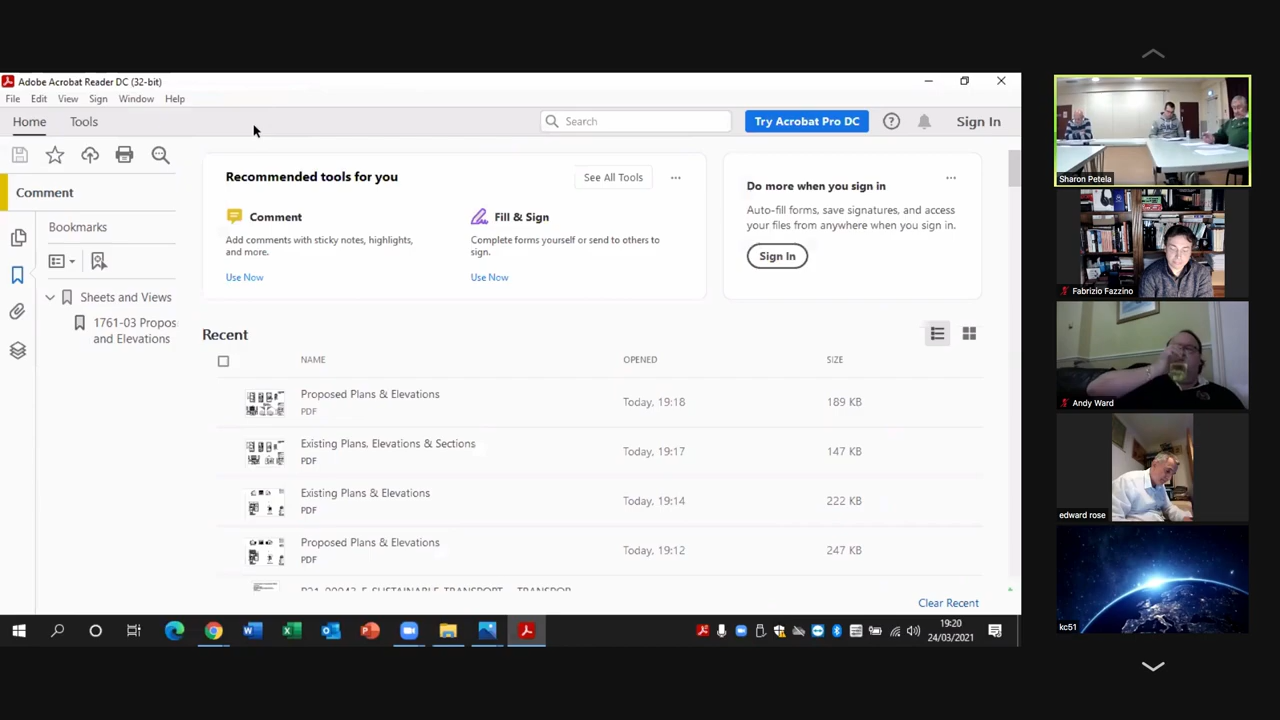 Adobe Acrobat Reader DC (32-bit)
File Edit View Sign Window Help
Home Tools
Search
Try Acrobat Pro DC
Sign In
Comment
Bookmarks
Sheets and Views
1761-03 Propos
and Elevations
Recommended tools for you
See All Tools
Comment
Add comments with sticky notes, highlights,
and more.
Use Now
Fill & Sign
Complete forms yourself or send to others to
sign.
Use Now
Do more when you sign in
Auto-fill forms, save signatures, and access
your files from anywhere when you sign in.
Sign In
Recent
NAME OPENED SIZE
Proposed Plans & Elevations
PDF
Today, 19:18 189 KB
Existing Plans, Elevations & Sections
PDF
Today, 19:17 147 KB
Existing Plans & Elevations
PDF
Today, 19:14 222 KB
Proposed Plans & Elevations
PDF
Today, 19:12 247 KB
Clear Recent
19:20
24/03/2021
Sharon Petela
Fabrizio Fazzino
Andy Ward
edward rose
kc51